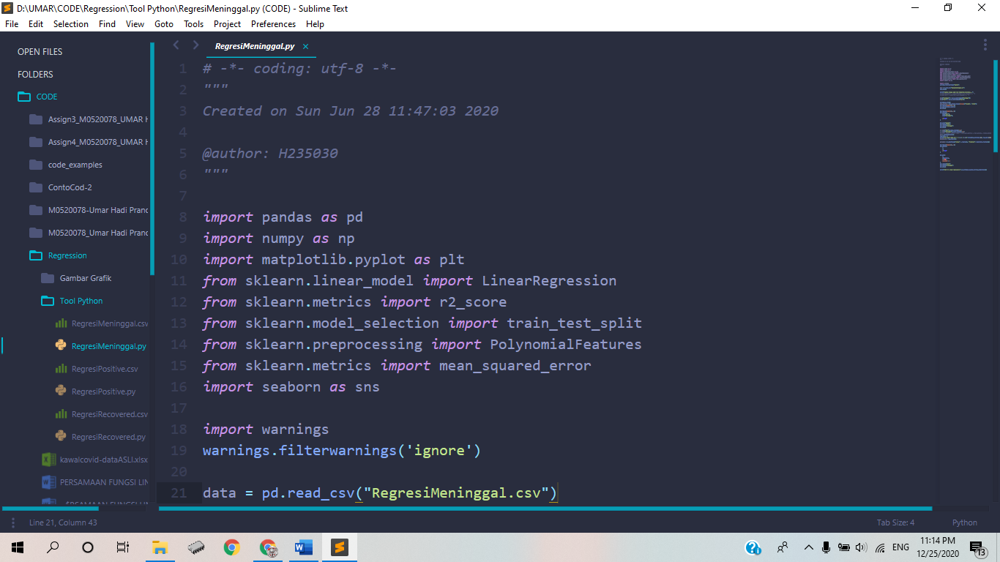 D:\UMAR\CODE\Regression\Tool Python\RegresiMeninggal.py (CODE) - Sublime Text
File Edit Selection Find View Goto Tools Project Preferences Help
OPEN FILES
FOLDERS
CODE
Assign3_M0520078_UMAR H
Assign4_M0520078_UMAR H
code_examples
ContoCod-2
M0520078-Umar Hadi Pranc
M0520078_Umar Hadi Pranc
Regression
Gambar Grafik
Tool Python
RegresiMeninggal.csv
RegresiMeninggal.py
RegresiPositive.csv
RegresiPositive.py
RegresiRecovered.csv
RegresiRecovered.py
kawalcovid-dataASLI.xlsx
PERSAMAAN FUNGSI LIN
RegresiMeninggal.py ×
1 # -*- coding: utf-8 -*-
2 """
3 Created on Sun Jun 28 11:47:03 2020
4
5 @author: H235030
6 """
7
8 import pandas as pd
9 import numpy as np
10 import matplotlib.pyplot as plt
11 from sklearn.linear_model import LinearRegression
12 from sklearn.metrics import r2_score
13 from sklearn.model_selection import train_test_split
14 from sklearn.preprocessing import PolynomialFeatures
15 from sklearn.metrics import mean_squared_error
16 import seaborn as sns
17
18 import warnings
19 warnings.filterwarnings('ignore')
20
21 data = pd.read_csv("RegresiMeninggal.csv")
Line 21, Column 43
Tab Size: 4 Python
ENG
11:14 PM
12/25/2020
13